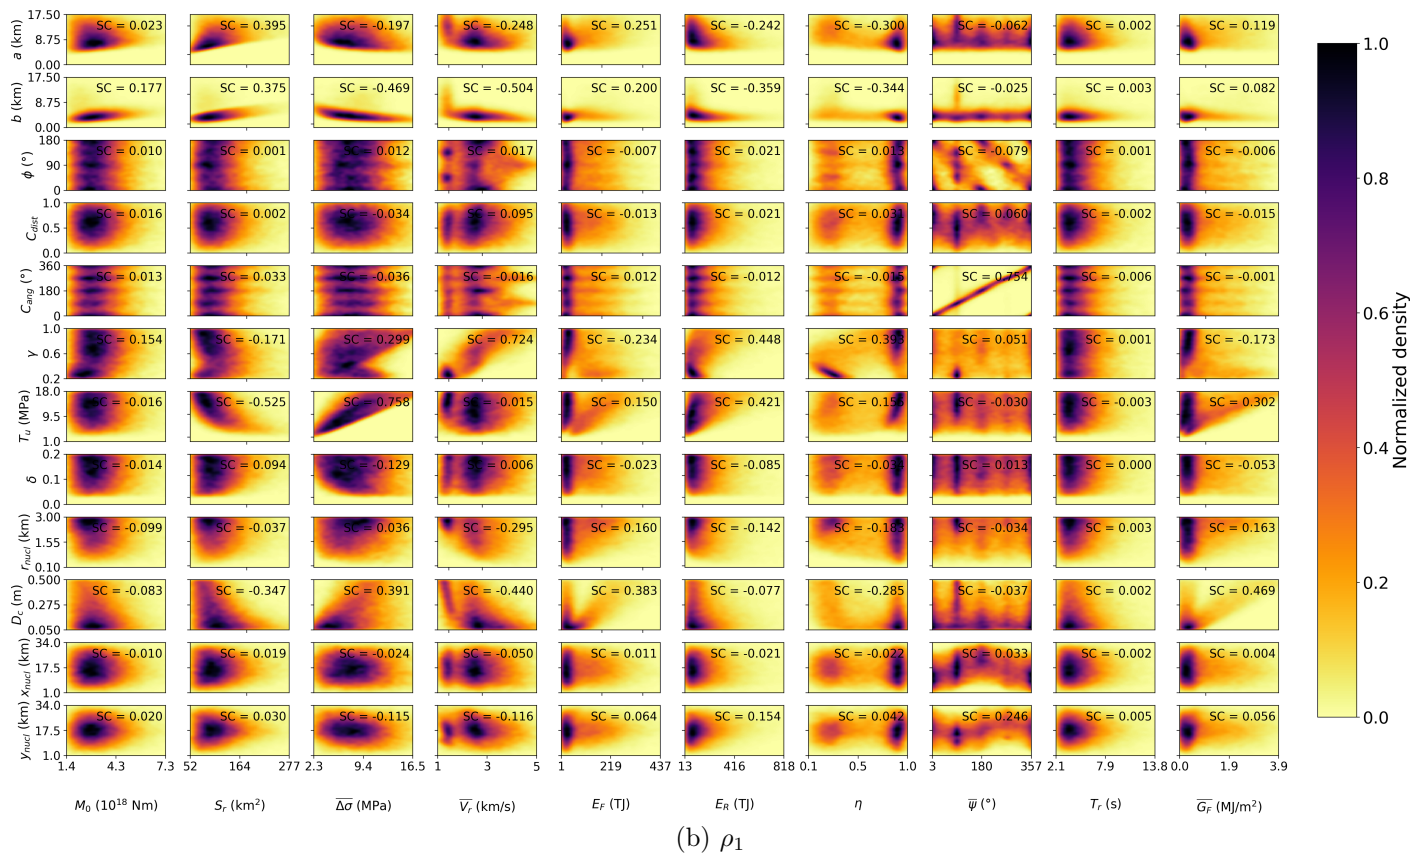 17.50 8.75 0.00 a (km) SC = 0.023 SC = 0.395 SC = -0.197 SC = -0.248 SC = 0.251 SC = -0.242 SC = -0.300 SC = -0.062 SC = 0.002 SC = 0.119
17.50 8.75 0.00 b (km) SC = 0.177 SC = 0.375 SC = -0.469 SC = -0.504 SC = 0.200 SC = -0.359 SC = -0.344 SC = -0.025 SC = 0.003 SC = 0.082
180 90 0 ϕ (°) SC = 0.010 SC = 0.001 SC = 0.012 SC = 0.017 SC = -0.007 SC = 0.021 SC = 0.013 SC = -0.079 SC = 0.001 SC = -0.006
1.0 0.5 0.0 C_dist SC = 0.016 SC = 0.002 SC = -0.034 SC = 0.095 SC = -0.013 SC = 0.021 SC = 0.031 SC = 0.060 SC = -0.002 SC = -0.015
360 180 0 C_ang (°) SC = 0.013 SC = 0.033 SC = -0.036 SC = -0.016 SC = 0.012 SC = -0.012 SC = -0.015 SC = 0.754 SC = -0.006 SC = -0.001
1.0 0.6 0.2 γ SC = 0.154 SC = -0.171 SC = 0.299 SC = 0.724 SC = -0.234 SC = 0.448 SC = 0.393 SC = 0.051 SC = 0.001 SC = -0.173
18.0 9.5 1.0 T_u (MPa) SC = -0.016 SC = -0.525 SC = 0.758 SC = -0.015 SC = 0.150 SC = 0.421 SC = 0.155 SC = -0.030 SC = -0.003 SC = 0.302
0.2 0.1 0.0 δ SC = -0.014 SC = 0.094 SC = -0.129 SC = 0.006 SC = -0.023 SC = -0.085 SC = -0.034 SC = 0.013 SC = 0.000 SC = -0.053
3.00 1.55 0.10 r_nucl (km) SC = -0.099 SC = -0.037 SC = 0.036 SC = -0.295 SC = 0.160 SC = -0.142 SC = -0.183 SC = -0.034 SC = 0.003 SC = 0.163
0.500 0.275 0.050 D_c (m) SC = -0.083 SC = -0.347 SC = 0.391 SC = -0.440 SC = 0.383 SC = -0.077 SC = -0.285 SC = -0.037 SC = 0.002 SC = 0.469
34.0 17.5 1.0 x_nucl (km) SC = -0.010 SC = 0.019 SC = -0.024 SC = -0.050 SC = 0.011 SC = -0.021 SC = -0.022 SC = 0.033 SC = -0.002 SC = 0.004
34.0 17.5 1.0 y_nucl (km) SC = 0.020 SC = 0.030 SC = -0.115 SC = -0.116 SC = 0.064 SC = 0.154 SC = 0.042 SC = 0.246 SC = 0.005 SC = 0.056
1.4 4.3 7.3 52 164 277 2.3 9.4 16.5 1 3 5 1 219 437 13 416 818 0.1 0.5 1.0 3 180 357 2.1 7.9 13.8 0.0 1.9 3.9
M₀ (10¹⁸ Nm) S_r (km²) Δσ̅ (MPa) V̅_r (km/s) E_F (TJ) E_R (TJ) η ψ̅ (°) T_r (s) G̅_F (MJ/m²)
1.0
0.8
0.6
0.4
0.2
0.0
Normalized density
(b) ρ₁